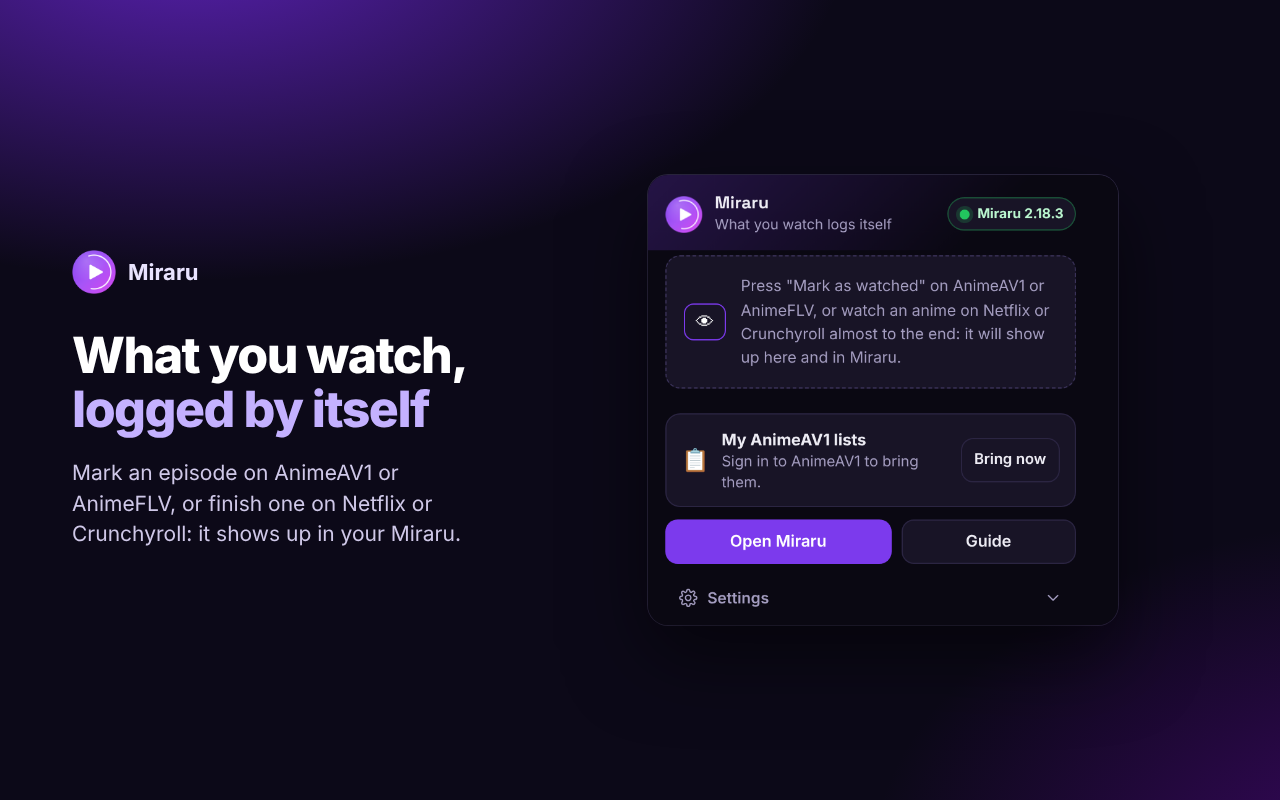 Miraru
What you watch,
logged by itself
Mark an episode on AnimeAV1 or
AnimeFLV, or finish one on Netflix or
Crunchyroll: it shows up in your Miraru.
Miraru
What you watch logs itself
Miraru 2.18.3
Press "Mark as watched" on AnimeAV1 or
AnimeFLV, or watch an anime on Netflix or
Crunchyroll almost to the end: it will show
up here and in Miraru.
My AnimeAV1 lists
Sign in to AnimeAV1 to bring
them.
Bring now
Open Miraru
Guide
Settings